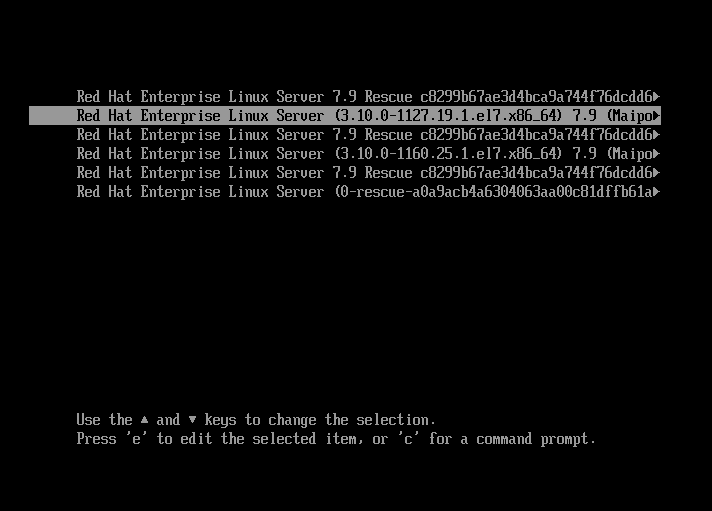 Red Hat Enterprise Linux Server 7.9 Rescue c8299b67ae3d4bca9a744f76dcdd6▶
Red Hat Enterprise Linux Server (3.10.0-1127.19.1.el7.x86_64) 7.9 (Maipo▶
Red Hat Enterprise Linux Server 7.9 Rescue c8299b67ae3d4bca9a744f76dcdd6▶
Red Hat Enterprise Linux Server (3.10.0-1160.25.1.el7.x86_64) 7.9 (Maipo▶
Red Hat Enterprise Linux Server 7.9 Rescue c8299b67ae3d4bca9a744f76dcdd6▶
Red Hat Enterprise Linux Server (0-rescue-a0a9acb4a6304063aa00c81dffb61a▶
Use the ▲ and ▼ keys to change the selection.
Press 'e' to edit the selected item, or 'c' for a command prompt.